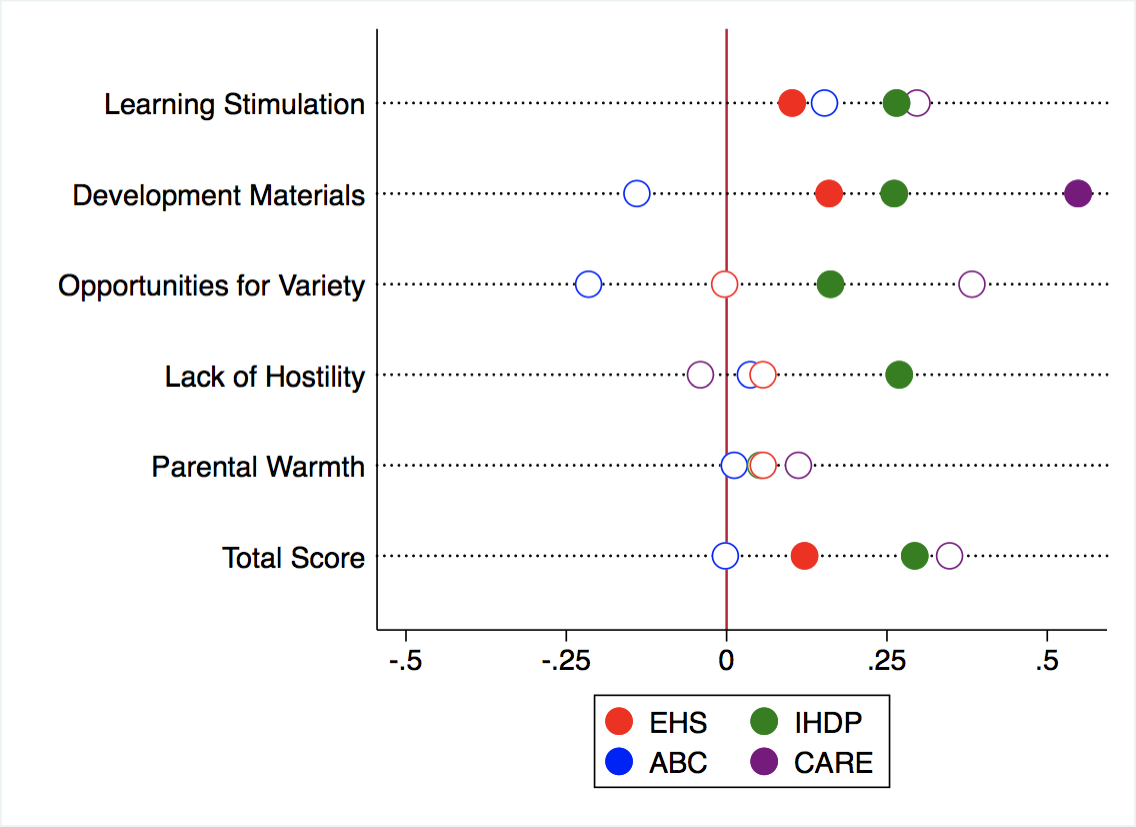 Learning Stimulation
Development Materials
Opportunities for Variety
Lack of Hostility
Parental Warmth
Total Score
-.5 -.25 0 .25 .5
EHS IHDP
ABC CARE